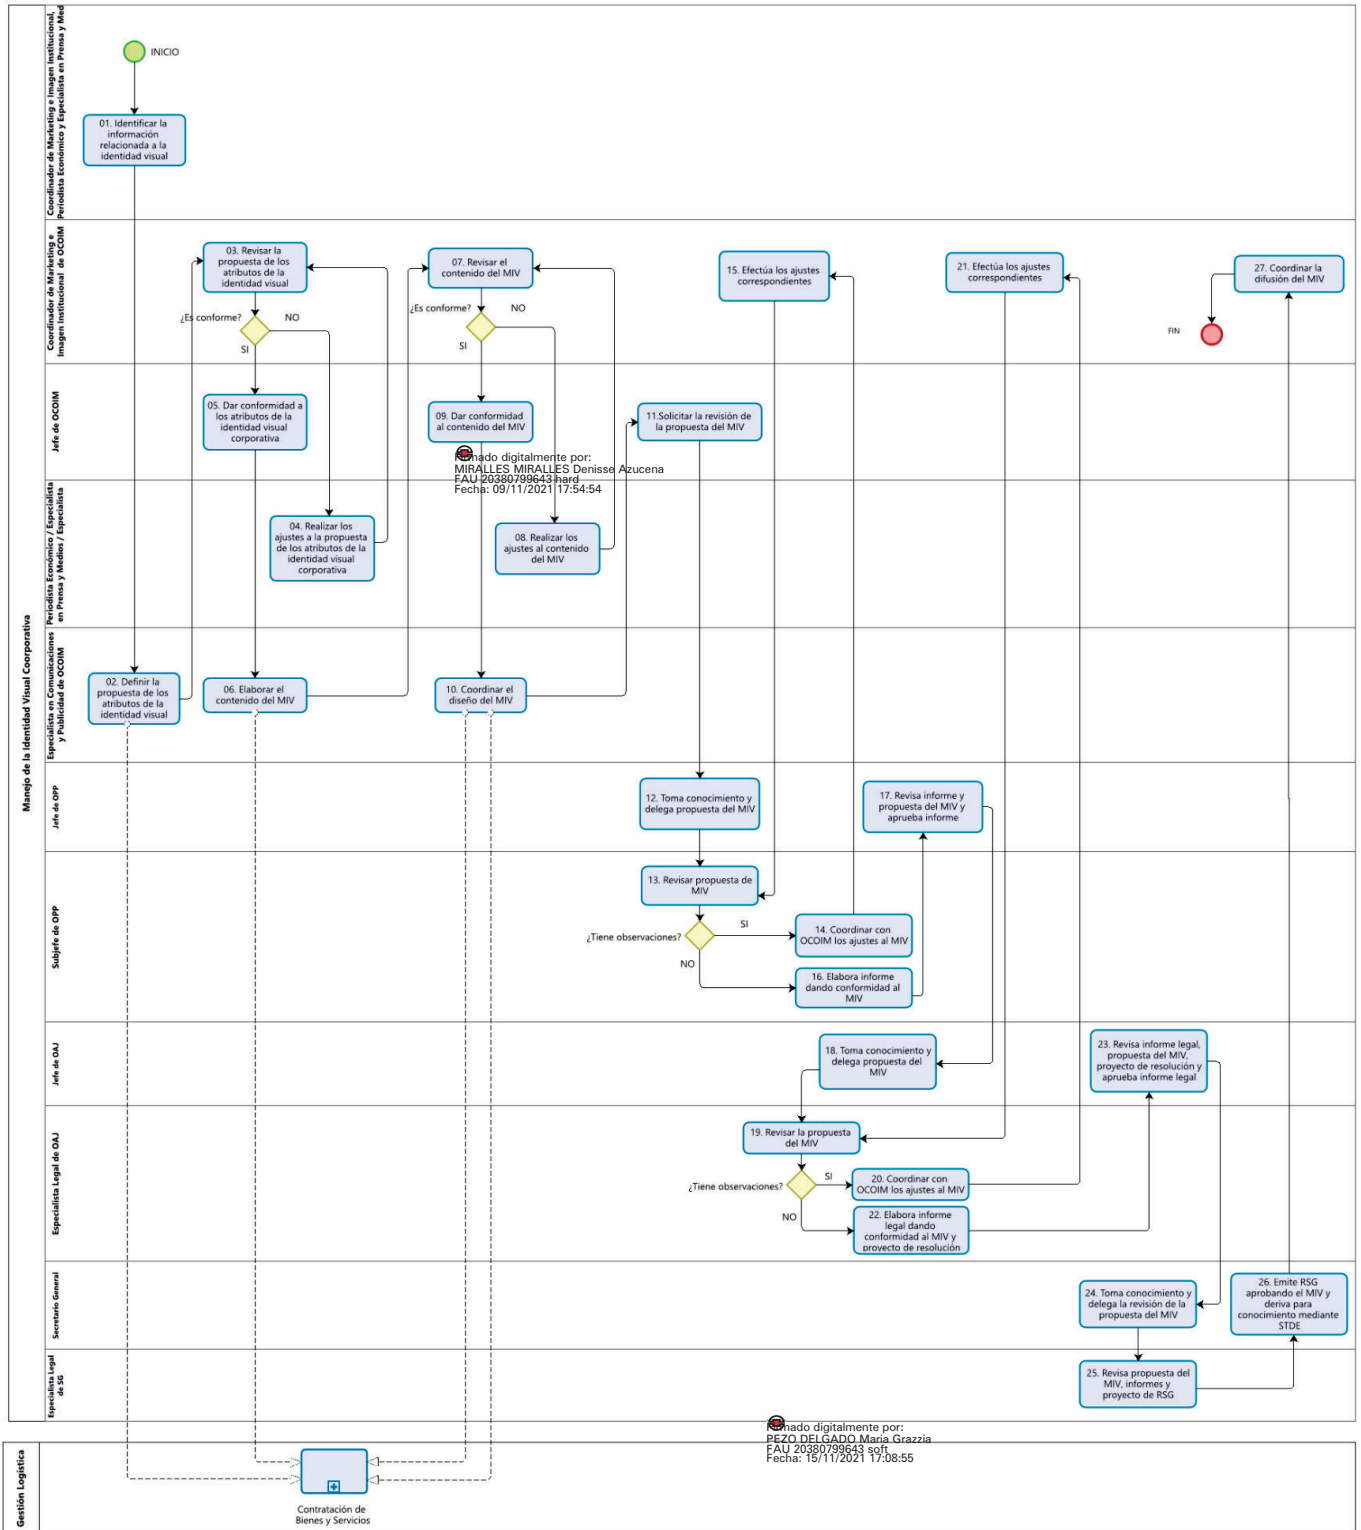 Manejo de la Identidad Visual Coorporativa
Coordinador de Marketing e Imagen Institucional,
Periodista Económico y Especialista en Prensa y Med
INICIO
01. Identificar la
información
relacionada a la
identidad visual
Coordinador de Marketing e
Imagen Institucional de OCOIM
03. Revisar la
propuesta de los
atributos de la
identidad visual
¿Es conforme?
NO
SI
07. Revisar el
contenido del MIV
¿Es conforme?
NO
SI
15. Efectúa los ajustes
correspondientes
21. Efectúa los ajustes
correspondientes
27. Coordinar la
difusión del MIV
FIN
Jefe de OCOIM
05. Dar conformidad a
los atributos de la
identidad visual
corporativa
09. Dar conformidad
al contenido del MIV
11.Solicitar la revisión de
la propuesta del MIV
Firmado digitalmente por:
MIRALLES MIRALLES Denisse Azucena
FAU 20380799643 hard
Fecha: 09/11/2021 17:54:54
Periodista Económico / Especialista
en Prensa y Medios / Especialista
04. Realizar los
ajustes a la propuesta
de los atributos de la
identidad visual
corporativa
08. Realizar los
ajustes al contenido
del MIV
Especialista en Comunicaciones
y Publicidad de OCOIM
02. Definir la
propuesta de los
atributos de la
identidad visual
06. Elaborar el
contenido del MIV
10. Coordinar el
diseño del MIV
Jefe de OPP
12. Toma conocimiento y
delega propuesta del MIV
17. Revisa informe y
propuesta del MIV y
aprueba informe
Subjefe de OPP
13. Revisar propuesta de
MIV
¿Tiene observaciones?
SI
NO
14. Coordinar con
OCOIM los ajustes al MIV
16. Elabora informe
dando conformidad al
MIV
Jefe de OAJ
18. Toma conocimiento y
delega propuesta del
MIV
23. Revisa informe legal,
propuesta del MIV,
proyecto de resolución y
aprueba informe legal
Especialista Legal de OAJ
19. Revisar la propuesta
del MIV
¿Tiene observaciones?
SI
NO
20. Coordinar con
OCOIM los ajustes al MIV
22. Elabora informe
legal dando
conformidad al MIV y
proyecto de resolución
Secretario General
24. Toma conocimiento y
delega la revisión de la
propuesta del MIV
26. Emite RSG
aprobando el MIV y
deriva para
conocimiento mediante
STDE
Especialista Legal
de SG
25. Revisa propuesta del
MIV, informes y
proyecto de RSG
Firmado digitalmente por:
PEZO DELGADO Maria Grazzia
FAU 20380799643 soft
Fecha: 15/11/2021 17:08:55
Gestión Logística
Contratación de
Bienes y Servicios